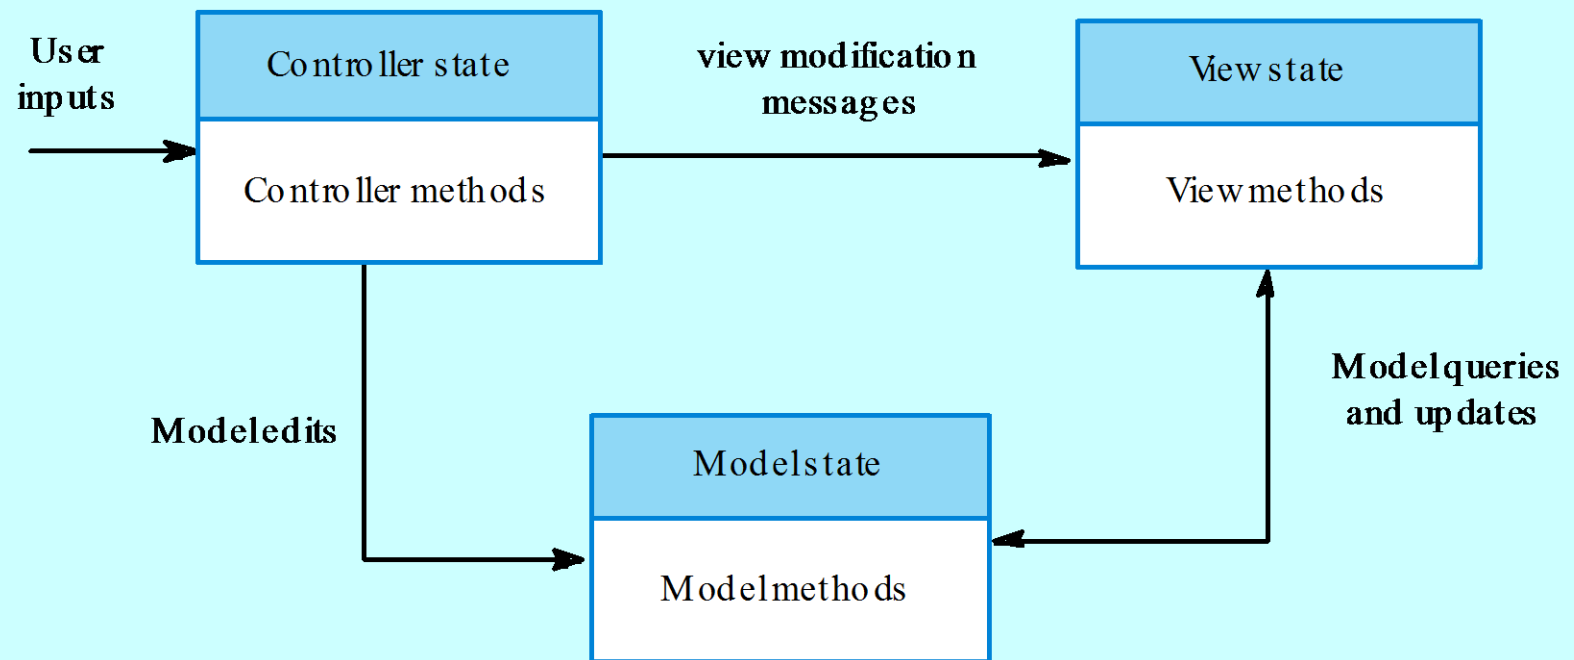 User
inputs
Controller state
Controller methods
view modification
messages
View state
View methods
Model edits
Model state
Model methods
Model queries
and updates